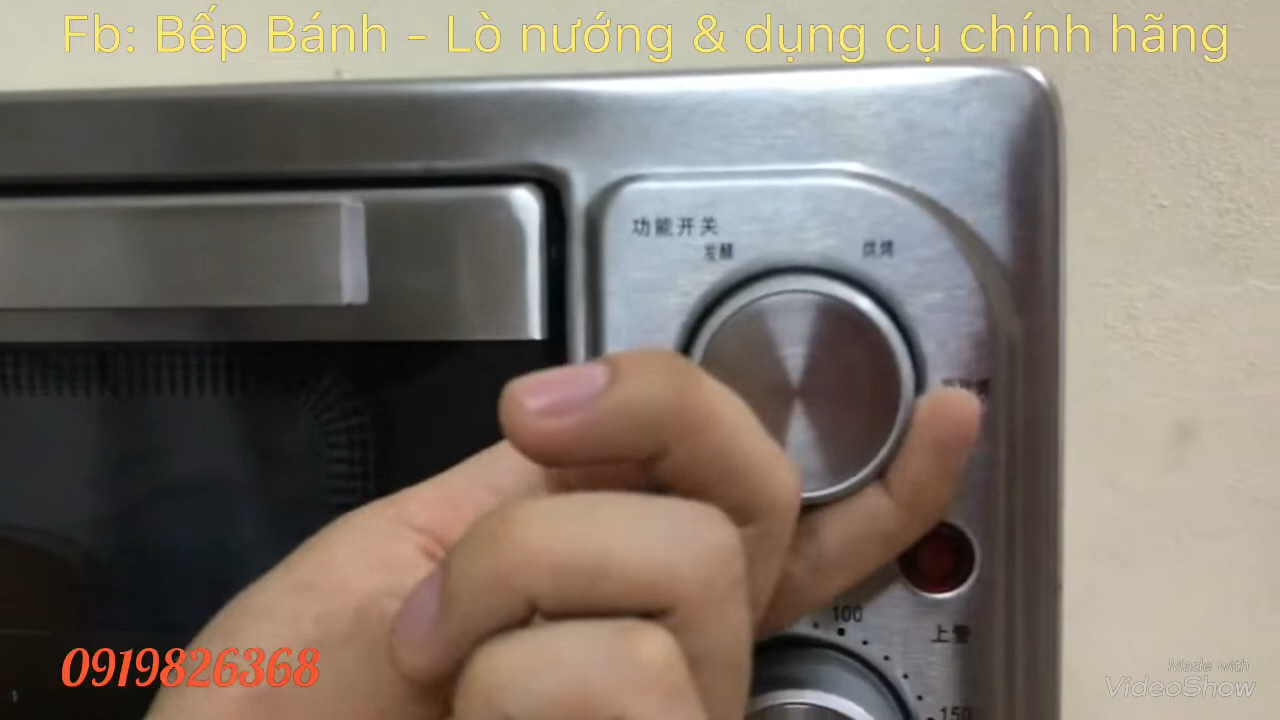 Fb: Bếp Bánh - Lò nướng & dụng cụ chính hãng
功能开关
发酵
烘烤
100
上管
150
0919826368
Made with
VideoShow